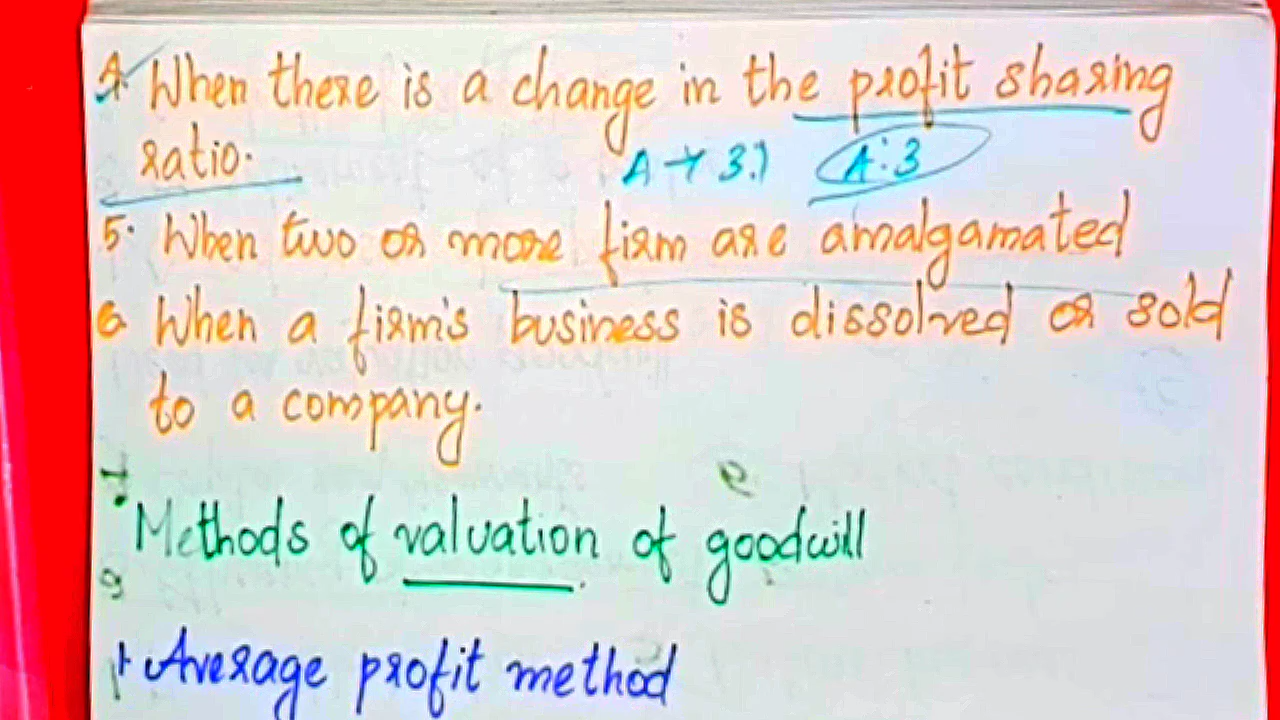 4. When there is a change in the profit sharing
ratio.
A → 3:1 A:3
5. When two or more firm are amalgamated
6. When a firm's business is dissolved or sold
to a company.
Methods of valuation of goodwill
1. Average profit method